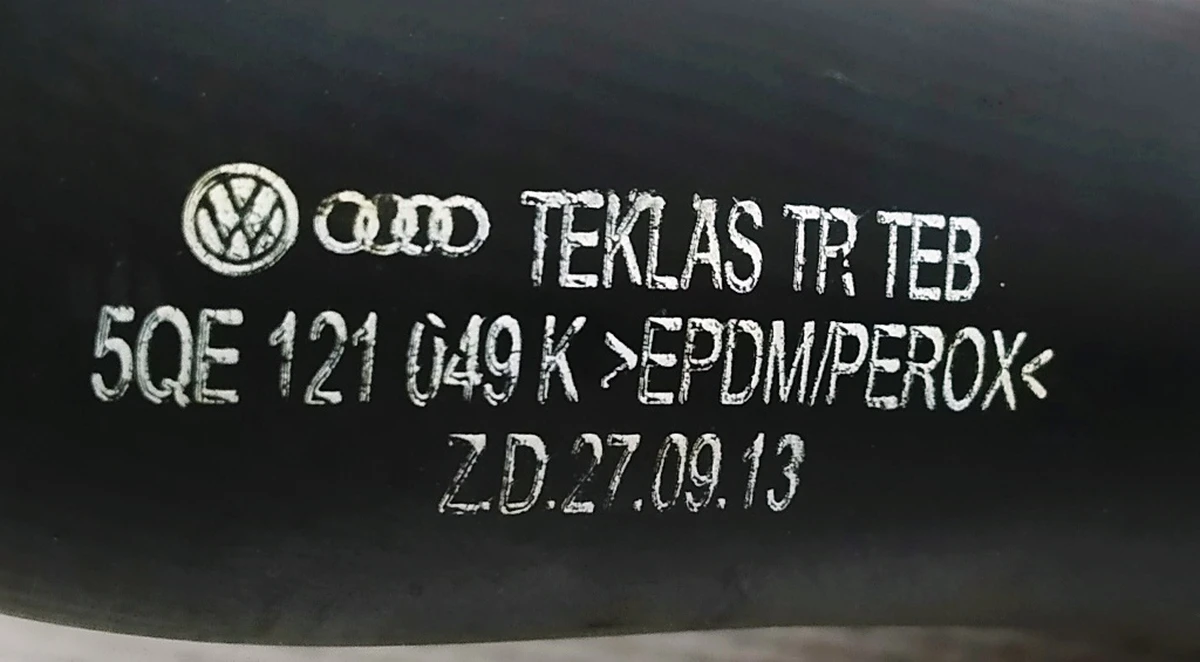 TEKLAS TR TEB
5QE 121 049 K >EPDM/PEROX<
Z.D.27.09.13